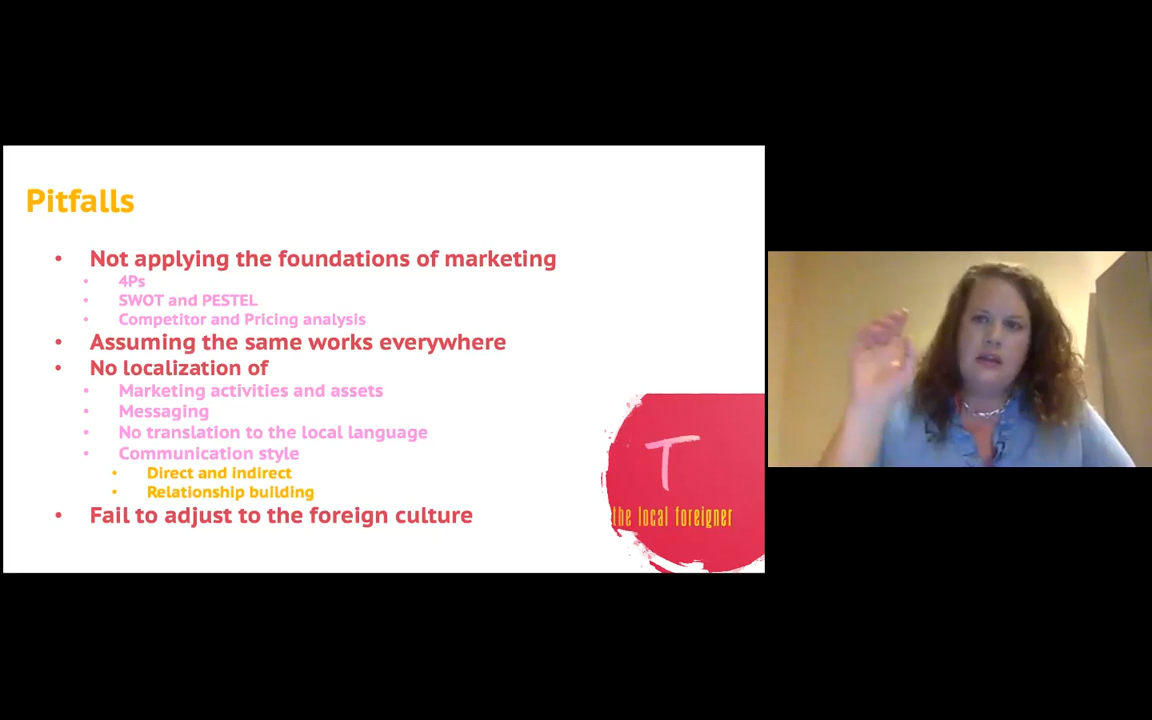 Pitfalls
• Not applying the foundations of marketing
• 4Ps
• SWOT and PESTEL
• Competitor and Pricing analysis
• Assuming the same works everywhere
• No localization of
• Marketing activities and assets
• Messaging
• No translation to the local language
• Communication style
• Direct and indirect
• Relationship building
• Fail to adjust to the foreign culture
T
the local foreigner